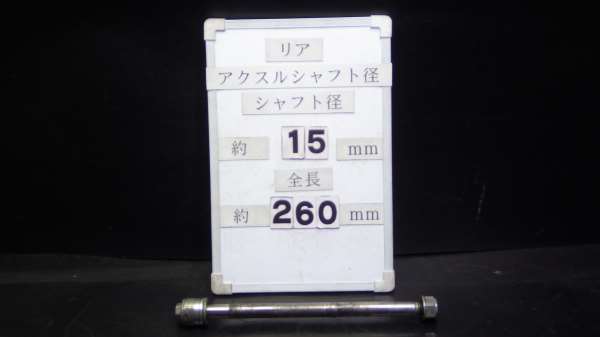 リア
アクスルシャフト径
シャフト径
約 15 mm
全長
約 260 mm